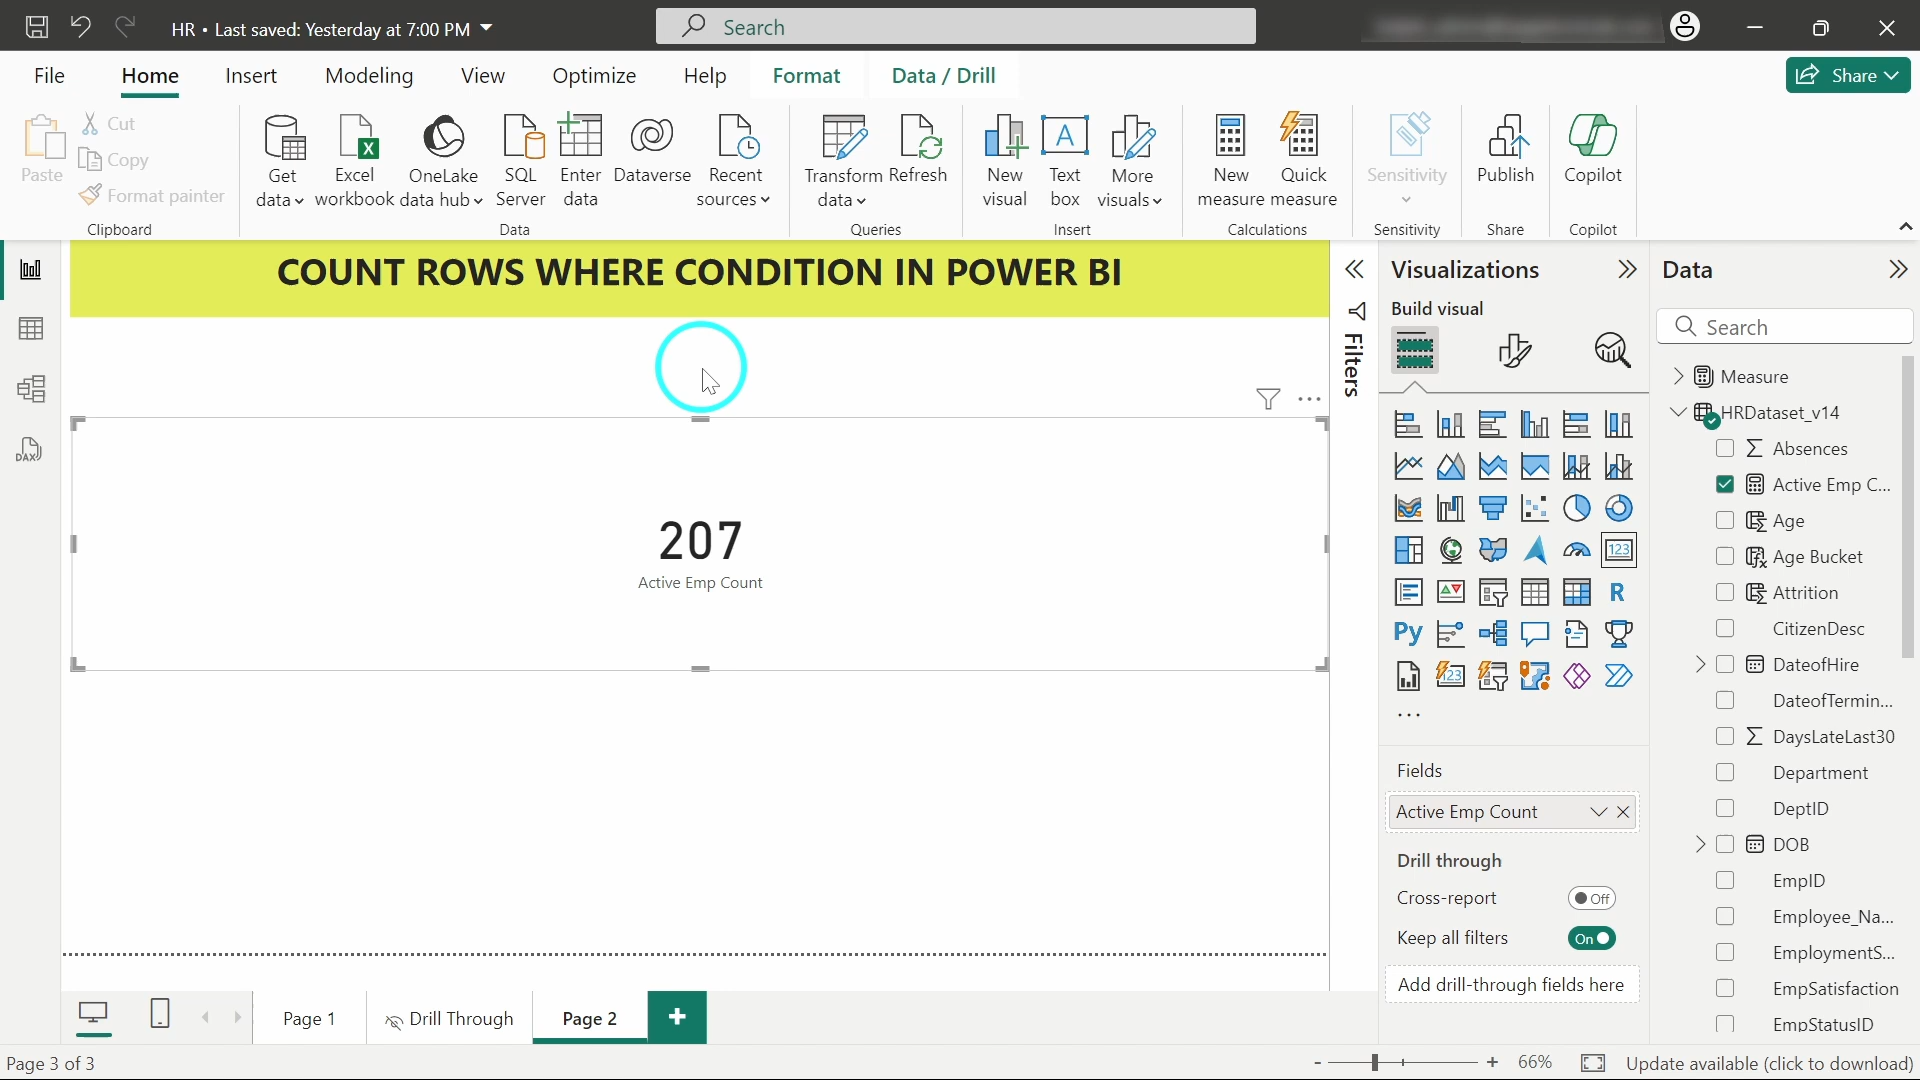 HR • Last saved: Yesterday at 7:00 PM
Search
File
Home
Insert
Modeling
View
Optimize
Help
Format
Data / Drill
Share
Paste
Cut
Copy
Format painter
Clipboard
Get data
Excel workbook
OneLake data hub
SQL Server
Enter data
Dataverse
Recent sources
Data
Transform data
Refresh
Queries
New visual
Text box
More visuals
Insert
New measure
Quick measure
Calculations
Sensitivity
Sensitivity
Publish
Share
Copilot
Copilot
COUNT ROWS WHERE CONDITION IN POWER BI
207
Active Emp Count
Filters
Visualizations
Build visual
123
R
Py
123
Fields
Active Emp Count
Drill through
Cross-report
Off
Keep all filters
On
Add drill-through fields here
Data
Search
Measure
HRDataset_v14
Absences
Active Emp C...
Age
Age Bucket
Attrition
CitizenDesc
DateofHire
DateofTermin...
DaysLateLast30
Department
DeptID
DOB
EmpID
Employee_Na...
EmploymentS...
EmpSatisfaction
EmpStatusID
DAX
Page 1
Drill Through
Page 2
+
Page 3 of 3
- + 66%
Update available (click to download)